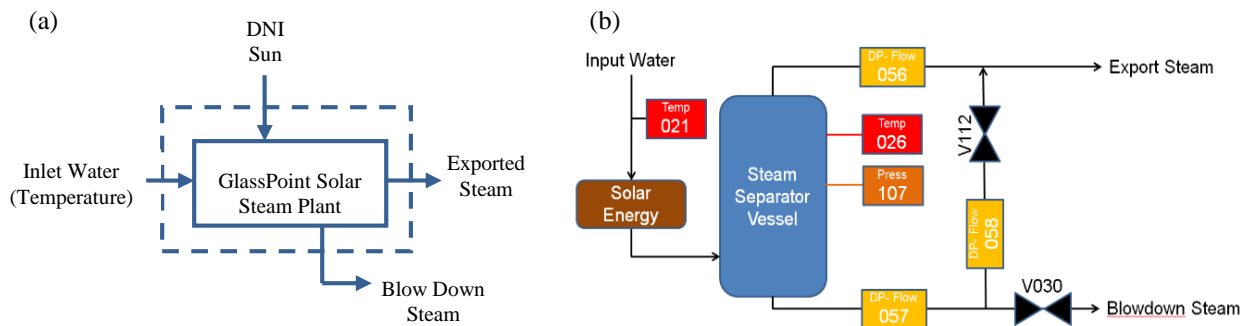 (a)
DNI
Sun
Inlet Water
(Temperature)
GlassPoint Solar
Steam Plant
Exported
Steam
Blow Down
Steam
(b)
Input Water
Temp
021
Solar
Energy
Steam
Separator
Vessel
DP- Flow
056
Export Steam
Temp
026
Press
107
V112
DP- Flow
058
DP- Flow
057
V030
Blowdown Steam